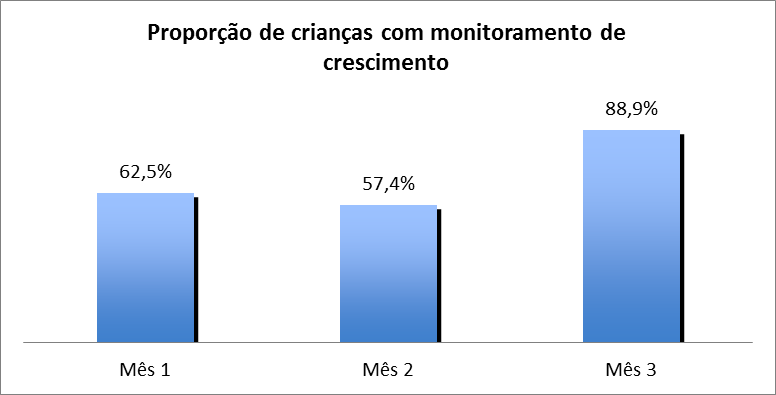 Proporção de crianças com monitoramento de
crescimento
62,5%
57,4%
88,9%
Mês 1
Mês 2
Mês 3